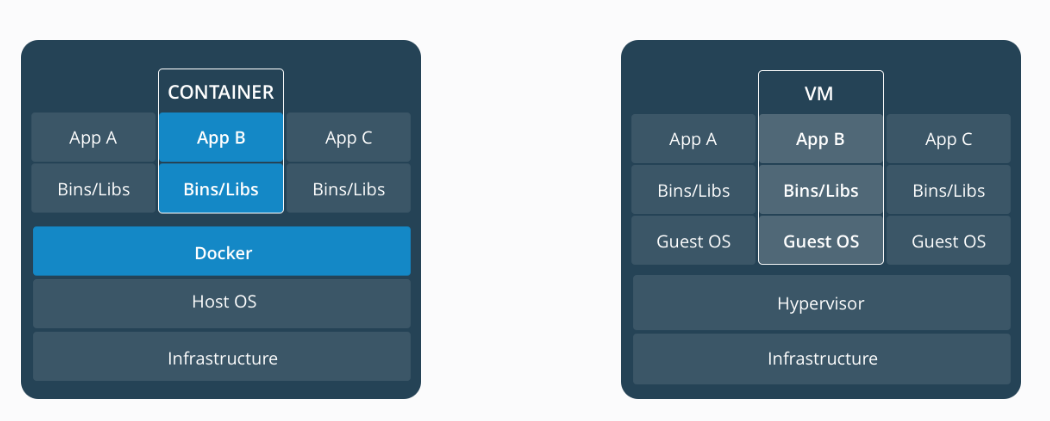 CONTAINER
App A App B App C
Bins/Libs Bins/Libs Bins/Libs
Docker
Host OS
Infrastructure
VM
App A App B App C
Bins/Libs Bins/Libs Bins/Libs
Guest OS Guest OS Guest OS
Hypervisor
Infrastructure